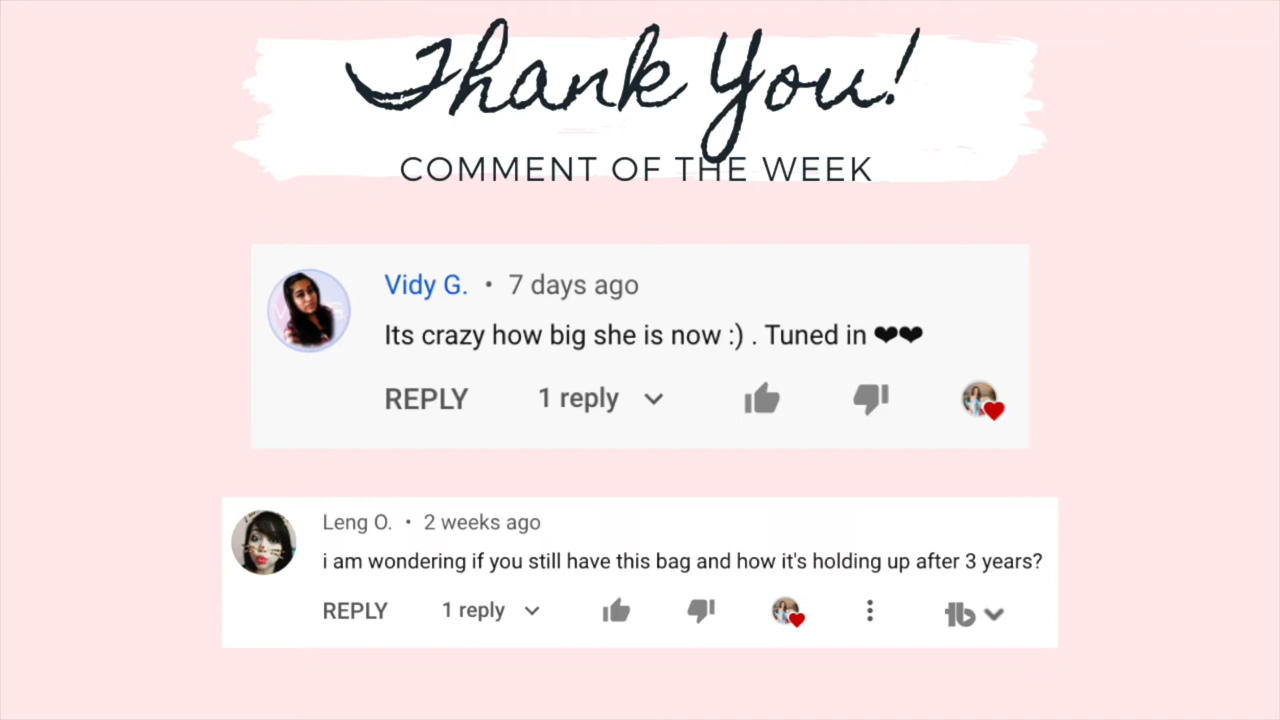 Thank You!
COMMENT OF THE WEEK
Vidy G. • 7 days ago
Its crazy how big she is now :) . Tuned in ❤❤
REPLY 1 reply
Leng O. • 2 weeks ago
i am wondering if you still have this bag and how it's holding up after 3 years?
REPLY 1 reply tb